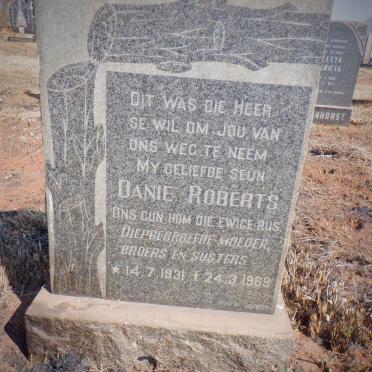 DIT WAS DIE HEER
SE WIL OM JOU VAN
ONS WEG TE NEEM
MY GELIEFDE SEUN
DANIE ROBERTS
ONS GUN HOM DIE EWIGE RUS
DIEPBEDROEFDE MOEDER,
BROERS EN SUSTERS
★ 14.7.1931 ✝ 24.3.1969